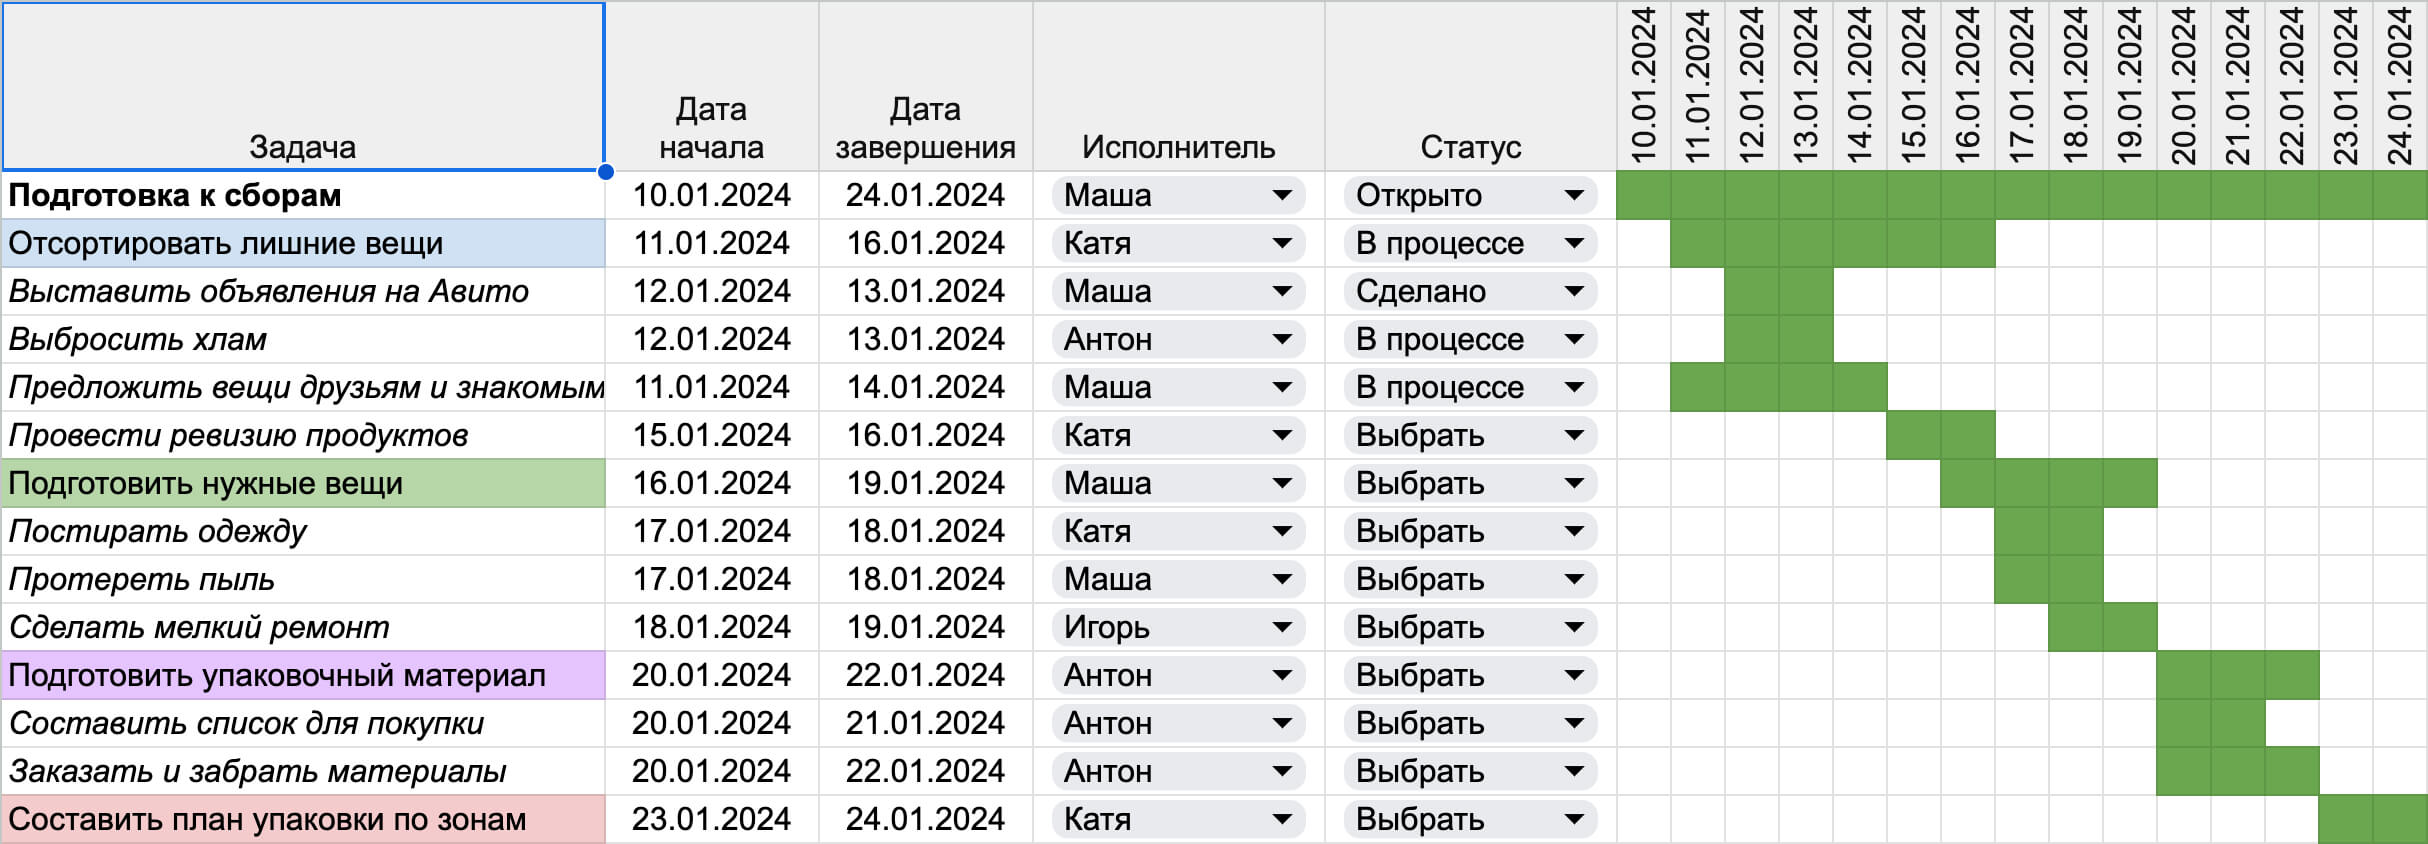 Задача Дата начала Дата завершения Исполнитель Статус 10.01.2024 11.01.2024 12.01.2024 13.01.2024 14.01.2024 15.01.2024 16.01.2024 17.01.2024 18.01.2024 19.01.2024 20.01.2024 21.01.2024 22.01.2024 23.01.2024 24.01.2024
Подготовка к сборам 10.01.2024 24.01.2024 Маша Открыто
Отсортировать лишние вещи 11.01.2024 16.01.2024 Катя В процессе
Выставить объявления на Авито 12.01.2024 13.01.2024 Маша Сделано
Выбросить хлам 12.01.2024 13.01.2024 Антон В процессе
Предложить вещи друзьям и знакомым 11.01.2024 14.01.2024 Маша В процессе
Провести ревизию продуктов 15.01.2024 16.01.2024 Катя Выбрать
Подготовить нужные вещи 16.01.2024 19.01.2024 Маша Выбрать
Постирать одежду 17.01.2024 18.01.2024 Катя Выбрать
Протереть пыль 17.01.2024 18.01.2024 Маша Выбрать
Сделать мелкий ремонт 18.01.2024 19.01.2024 Игорь Выбрать
Подготовить упаковочный материал 20.01.2024 22.01.2024 Антон Выбрать
Составить список для покупки 20.01.2024 21.01.2024 Антон Выбрать
Заказать и забрать материалы 20.01.2024 22.01.2024 Антон Выбрать
Составить план упаковки по зонам 23.01.2024 24.01.2024 Катя Выбрать